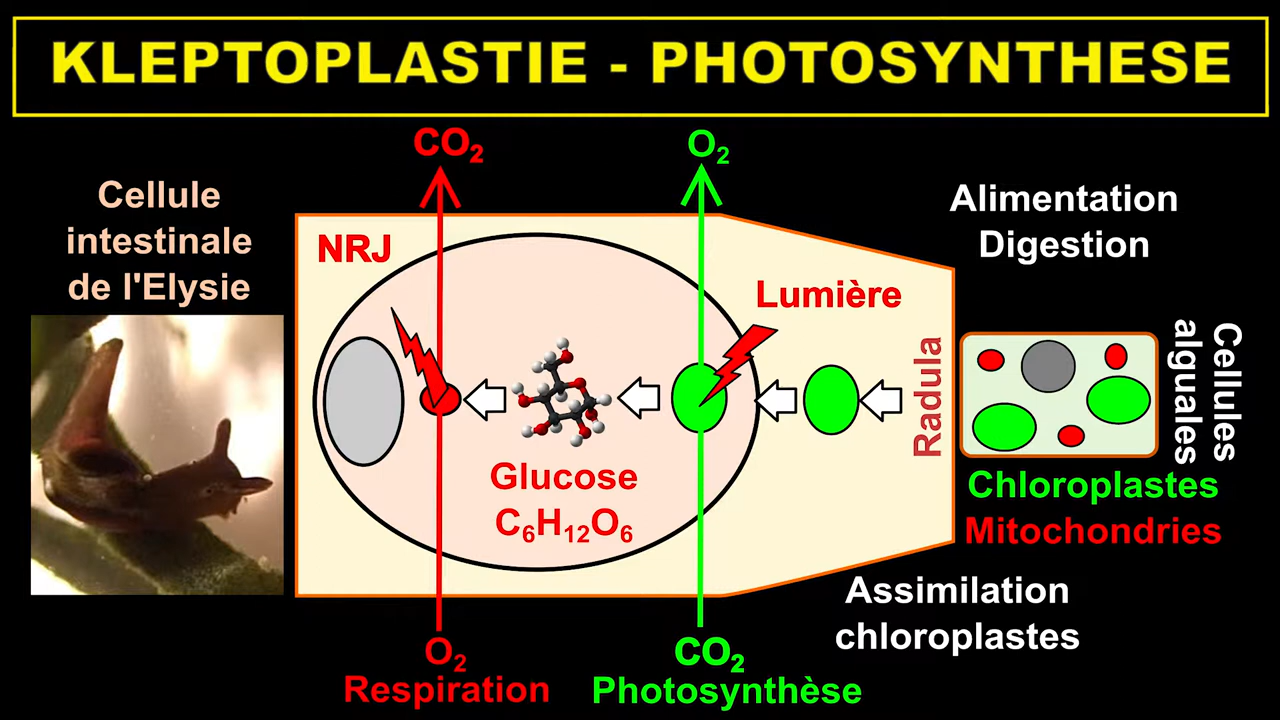 KLEPTOPLASTIE - PHOTOSYNTHESE
CO₂
O₂
Cellule
intestinale
de l'Elysie
NRJ
Lumière
Alimentation
Digestion
Radula
Cellules
alguales
Glucose
C₆H₁₂O₆
Chloroplastes
Mitochondries
Assimilation
chloroplastes
O₂
Respiration
CO₂
Photosynthèse